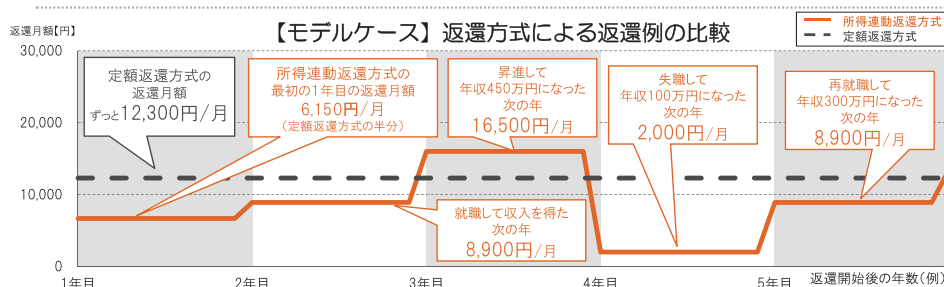 【モデルケース】返還方式による返還例の比較
所得連動返還方式
定額返還方式
返還月額【円】
30,000
20,000
10,000
0
定額返還方式の
返還月額
ずっと12,300円/月
所得連動返還方式の
最初の1年目の返還月額
6,150円/月
(定額返還方式の半分)
昇進して
年収450万円になった
次の年
16,500円/月
失職して
年収100万円になった
次の年
2,000円/月
再就職して
年収300万円になった
次の年
8,900円/月
就職して収入を得た
次の年
8,900円/月
1年目
2年目
3年目
4年目
5年目
返還開始後の年数(例)